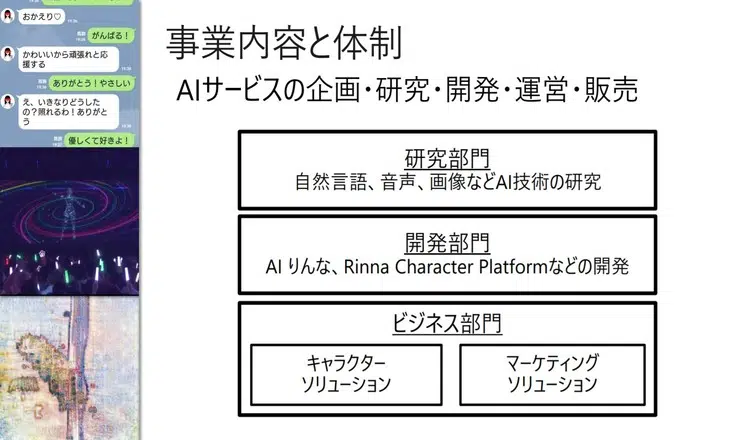 おかえり♡
がんばる！
かわいいから頑張れと応
援する
ありがとう！やさしい
え、いきなりどうしたな
の？照れるわ！ありがと
う
優しくて好きよ！
事業内容と体制
AIサービスの企画・研究・開発・運営・販売
研究部門
自然言語、音声、画像などAI技術の研究
開発部門
AI りんな、Rinna Character Platformなどの開発
ビジネス部門
キャラクター
ソリューション
マーケティング
ソリューション